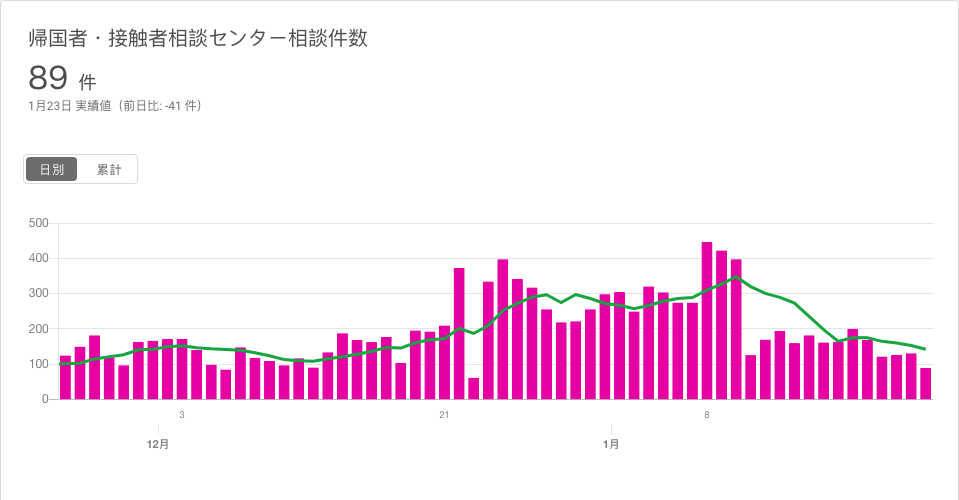 帰国者・接触者相談センター相談件数
89 件
1月23日 実績値（前日比: -41 件）
日別 累計
500
400
300
200
100
0
3 21 8
12月 1月